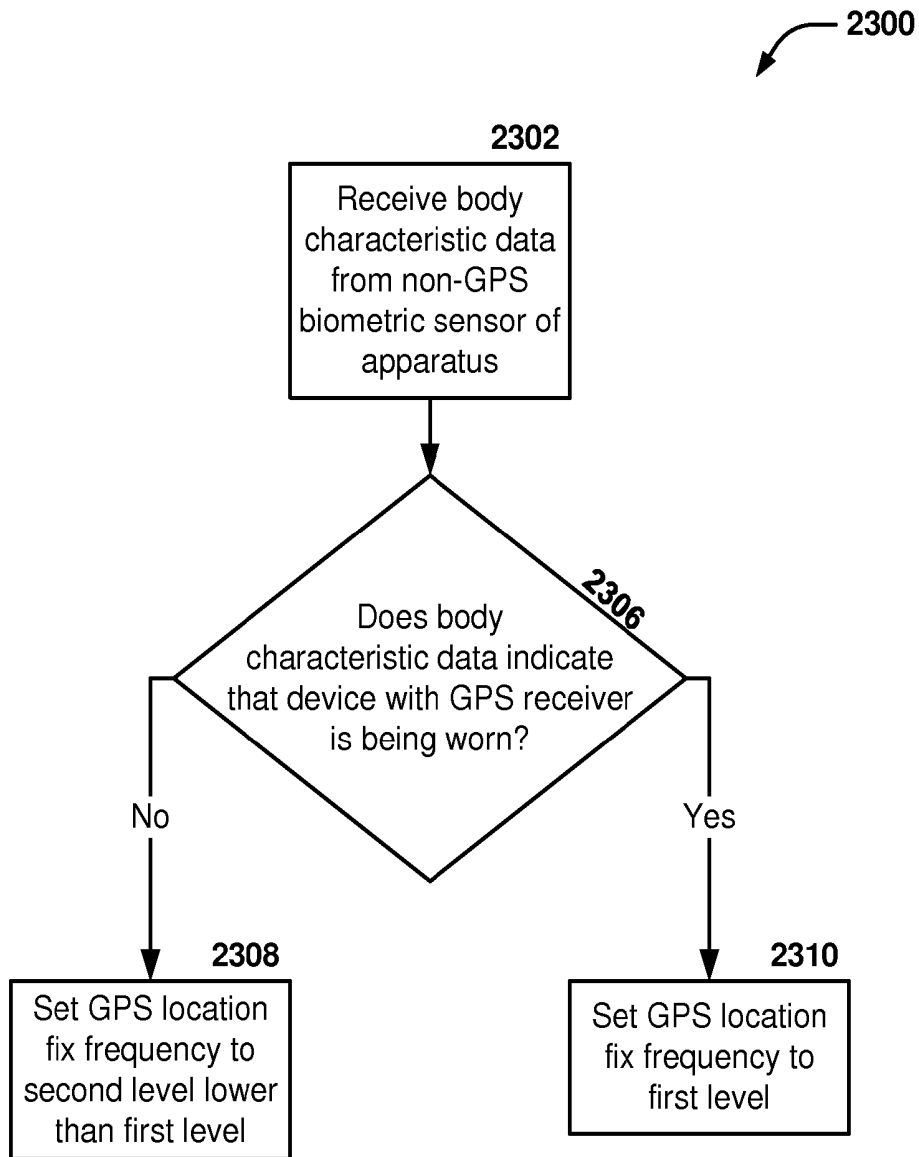 2300
2302
Receive body
characteristic data
from non-GPS
biometric sensor of
apparatus
2306
Does body
characteristic data indicate
that device with GPS receiver
is being worn?
No
Yes
2308
Set GPS location
fix frequency to
second level lower
than first level
2310
Set GPS location
fix frequency to
first level